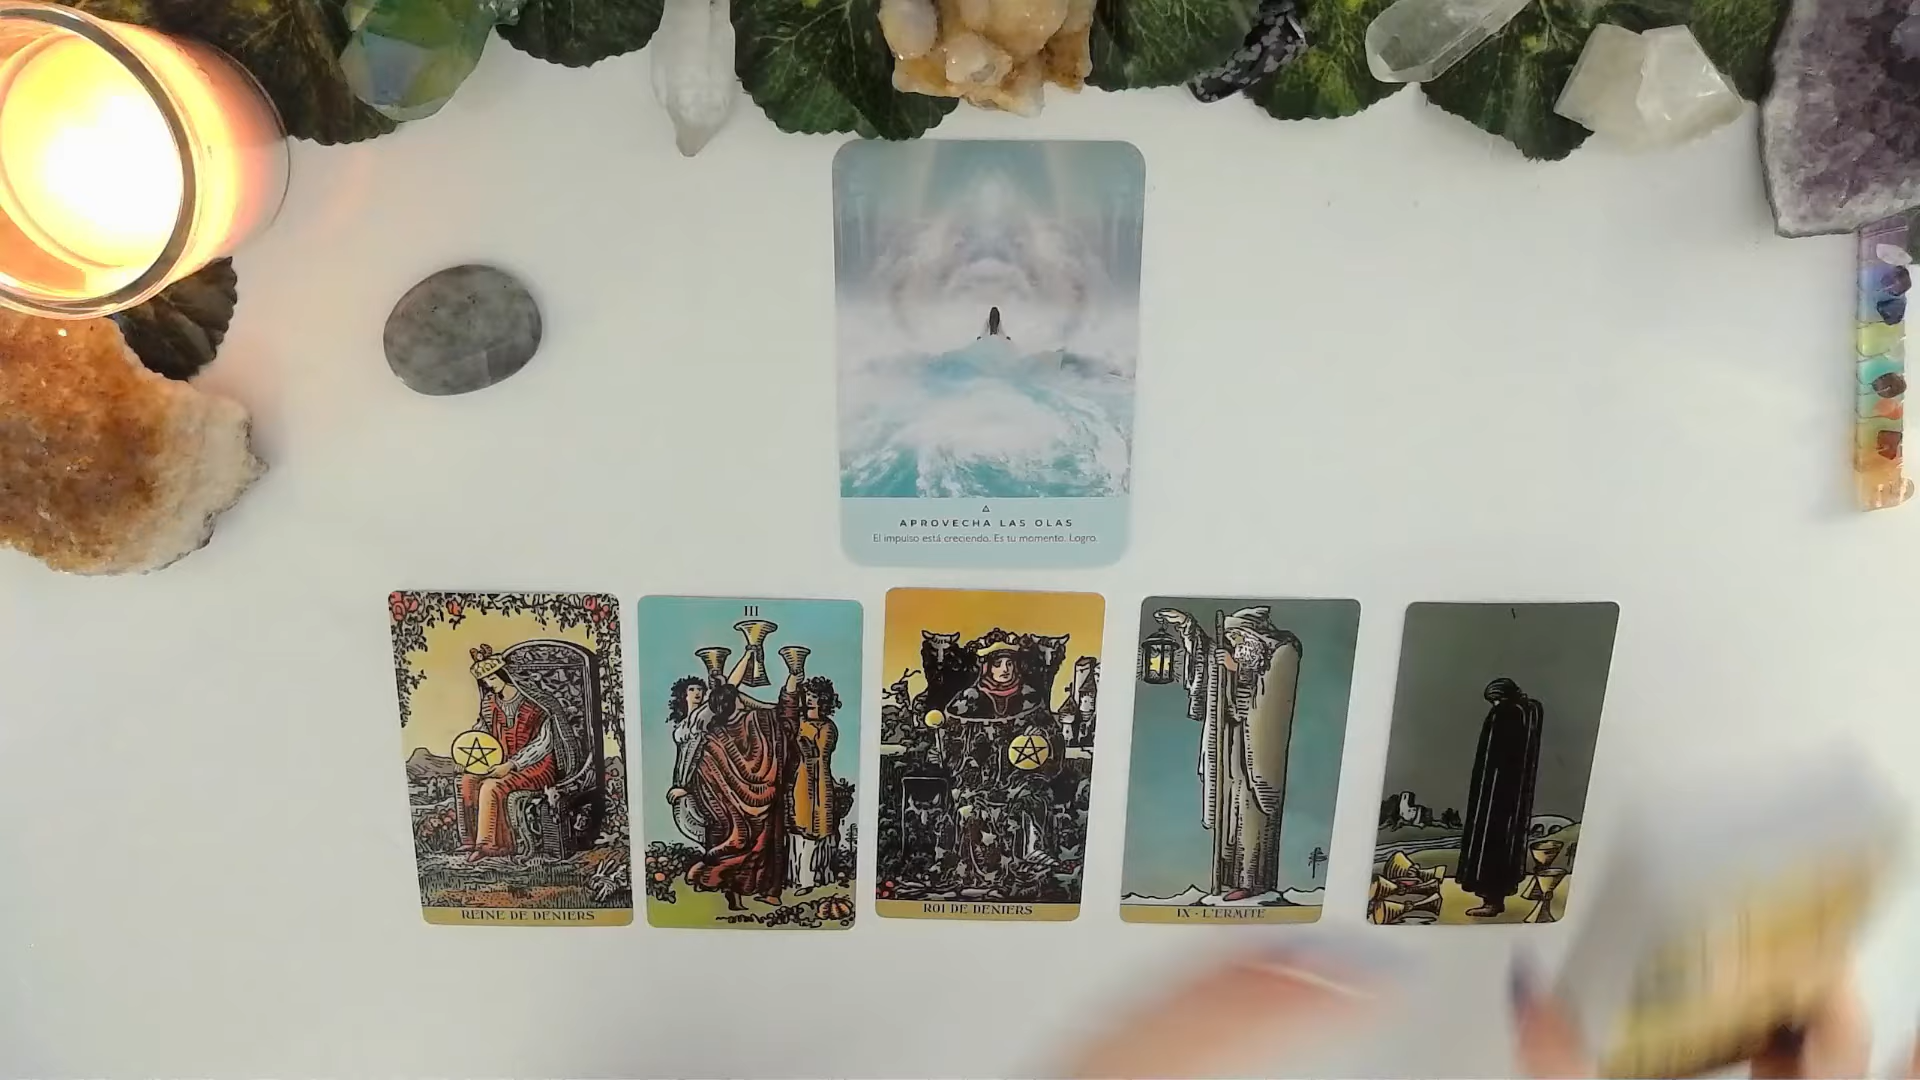 APROVECHA LAS OLAS
El impulso está creciendo. Es tu momento. Logro.
III
REINE DE DENIERS
ROI DE DENIERS
IX - L'ERMITE